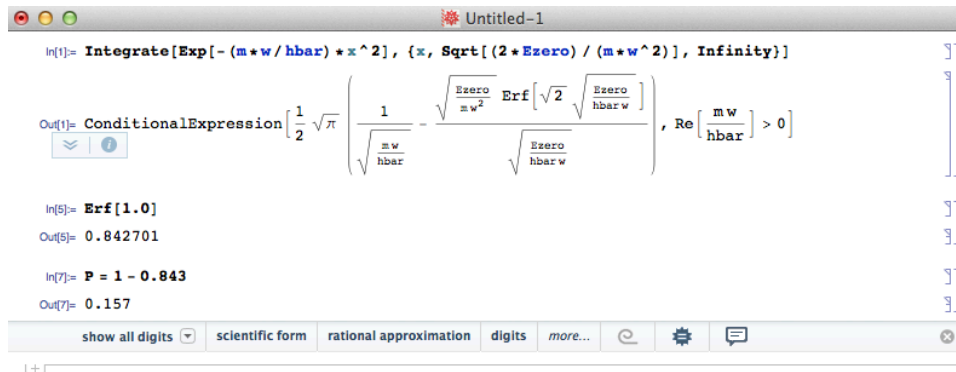 Untitled-1
In[1]:= Integrate[Exp[-(m*w/hbar)*x^2], {x, Sqrt[(2*Ezero)/(m*w^2)], Infinity}]
Out[1]= ConditionalExpression[1/2 √π (1/√(m w/hbar) - √(Ezero/m w²) Erf[√2 √(Ezero/hbar w)]/√(Ezero/hbar w)), Re[m w/hbar] > 0]
In[5]:= Erf[1.0]
Out[5]= 0.842701
In[7]:= P = 1 - 0.843
Out[7]= 0.157
show all digits scientific form rational approximation digits more...